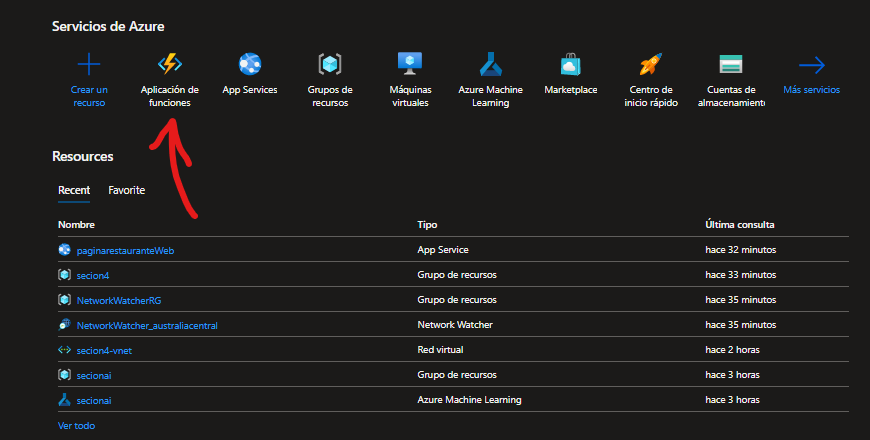 Servicios de Azure
Crear un recurso
Aplicación de funciones
App Services
Grupos de recursos
Máquinas virtuales
Azure Machine Learning
Marketplace
Centro de inicio rápido
Cuentas de almacenamient
Más servicios
Resources
Recent Favorite
Nombre Tipo Última consulta
paginarestauranteWeb App Service hace 32 minutos
secion4 Grupo de recursos hace 33 minutos
NetworkWatcherRG Grupo de recursos hace 35 minutos
NetworkWatcher_australiacentral Network Watcher hace 35 minutos
secion4-vnet Red virtual hace 2 horas
secionai Grupo de recursos hace 3 horas
secionai Azure Machine Learning hace 3 horas
Ver todo